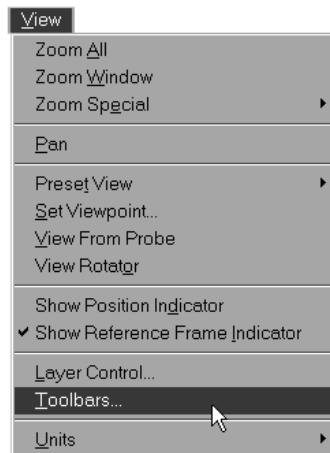 View
Zoom All
Zoom Window
Zoom Special
Pan
Preset View
Set Viewpoint...
View From Probe
View Rotator
Show Position Indicator
Show Reference Frame Indicator
Layer Control...
Toolbars...
Units